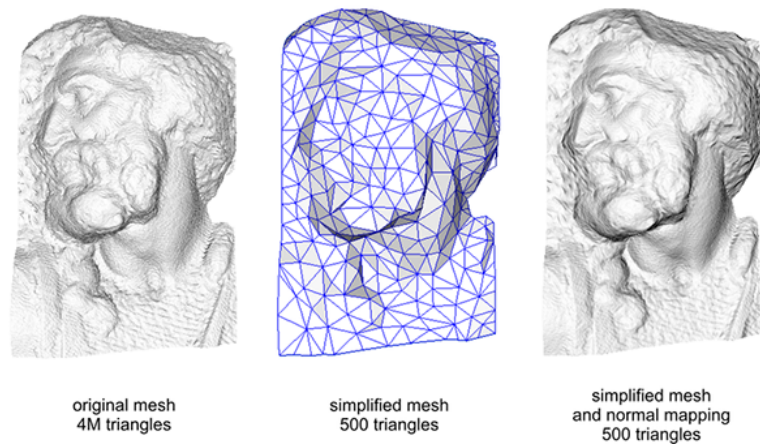 original mesh
4M triangles
simplified mesh
500 triangles
simplified mesh
and normal mapping
500 triangles